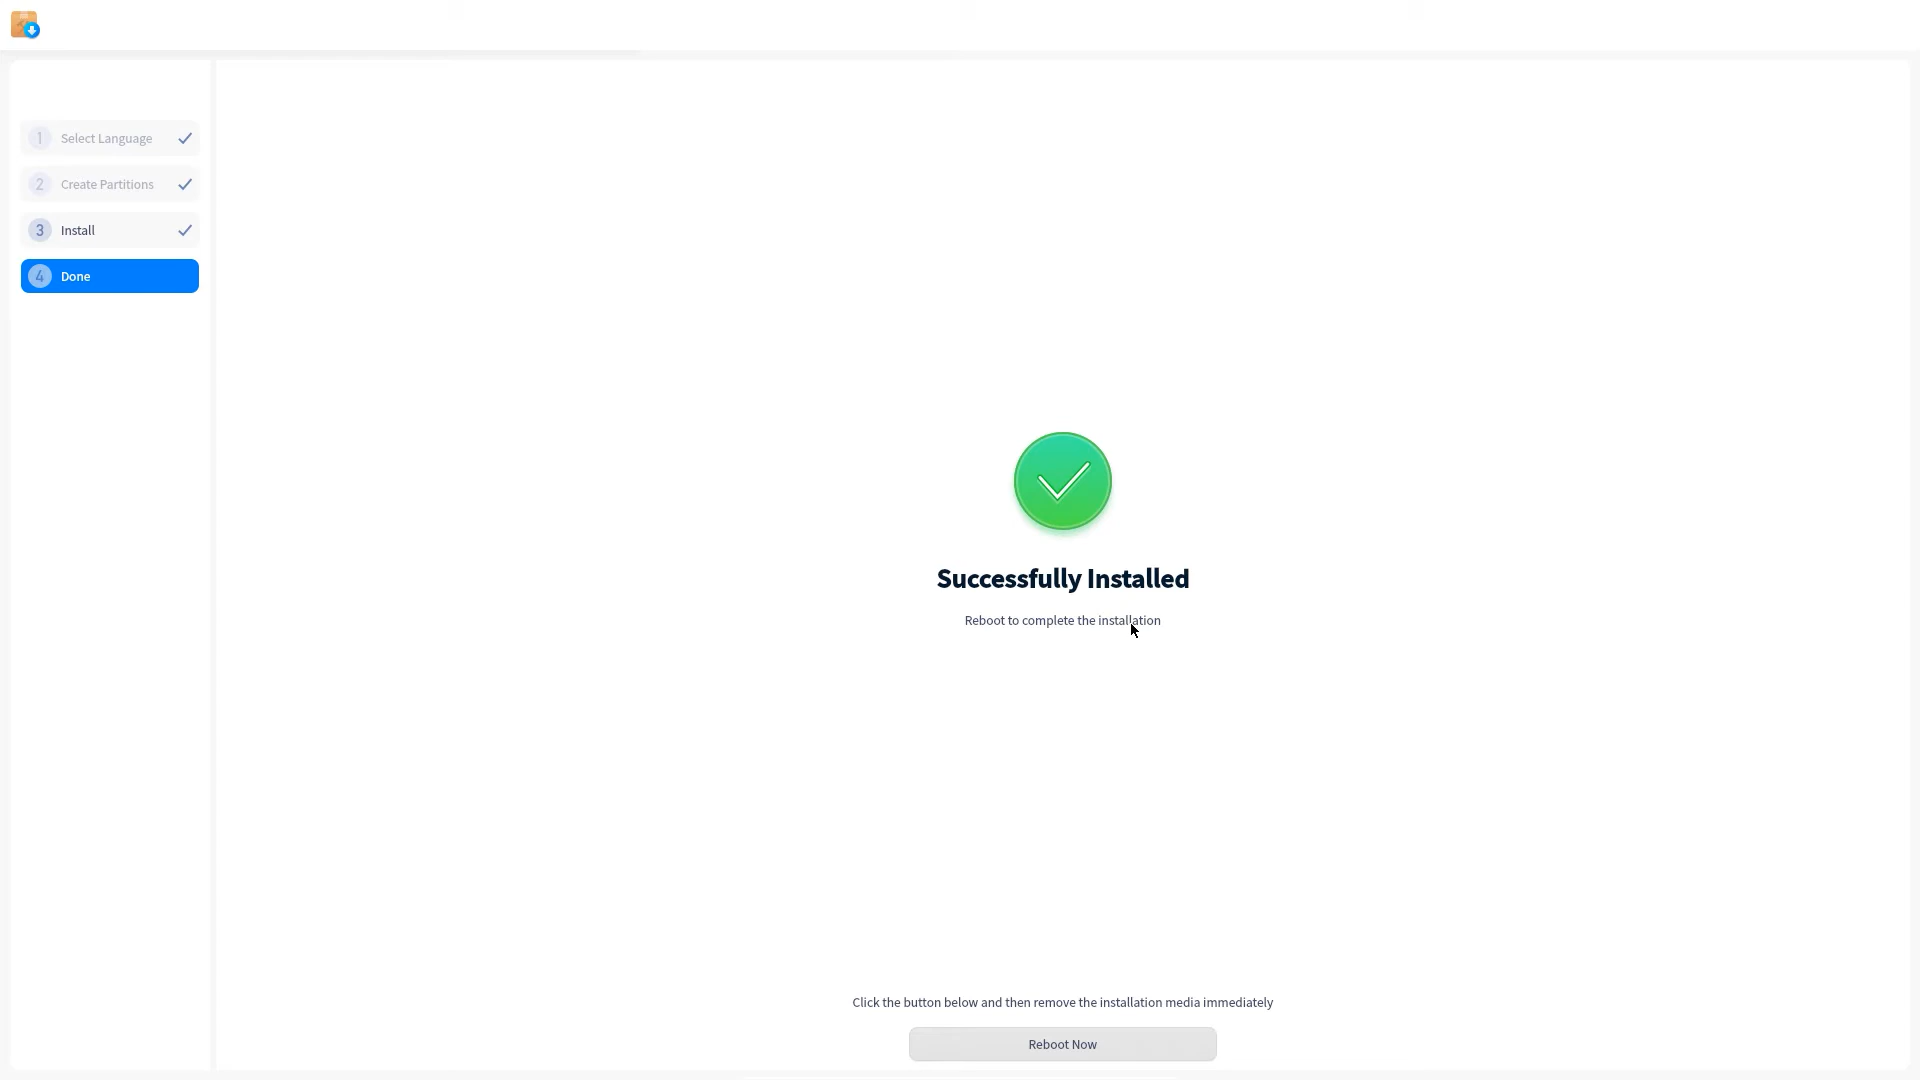 1 Select Language
2 Create Partitions
3 Install
4 Done
Successfully Installed
Reboot to complete the installation
Click the button below and then remove the installation media immediately
Reboot Now